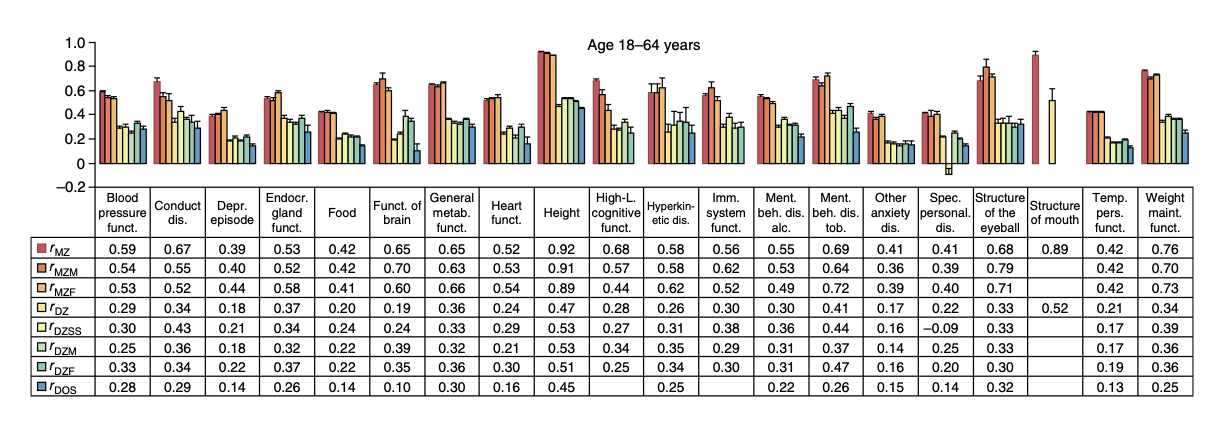 Age 18–64 years
1.0
0.8
0.6
0.4
0.2
0
−0.2
Blood
pressure
funct.
Conduct
dis.
Depr.
episode
Endocr.
gland
funct.
Food
Funct. of
brain
General
metab.
funct.
Heart
funct.
Height
High-L.
cognitive
funct.
Hyperkin-
etic dis.
Imm.
system
funct.
Ment.
beh. dis.
alc.
Ment.
beh. dis.
tob.
Other
anxiety
dis.
Spec.
personal.
dis.
Structure
of the
eyeball
Structure
of mouth
Temp.
pers.
funct.
Weight
maint.
funct.
rMZ 0.59 0.67 0.39 0.53 0.42 0.65 0.65 0.52 0.92 0.68 0.58 0.56 0.55 0.69 0.41 0.41 0.68 0.89 0.42 0.76
rMZM 0.54 0.55 0.40 0.52 0.42 0.70 0.63 0.53 0.91 0.57 0.58 0.62 0.53 0.64 0.36 0.39 0.79 0.42 0.70
rMZF 0.53 0.52 0.44 0.58 0.41 0.60 0.66 0.54 0.89 0.44 0.62 0.52 0.49 0.72 0.39 0.40 0.71 0.42 0.73
rDZ 0.29 0.34 0.18 0.37 0.20 0.19 0.36 0.24 0.47 0.28 0.26 0.30 0.30 0.41 0.17 0.22 0.33 0.52 0.21 0.34
rDZSS 0.30 0.43 0.21 0.34 0.24 0.24 0.33 0.29 0.53 0.27 0.31 0.38 0.36 0.44 0.16 −0.09 0.33 0.17 0.39
rDZM 0.25 0.36 0.18 0.32 0.22 0.39 0.32 0.21 0.53 0.34 0.35 0.29 0.31 0.37 0.14 0.25 0.33 0.17 0.36
rDZF 0.33 0.34 0.22 0.37 0.22 0.35 0.36 0.30 0.51 0.25 0.34 0.30 0.31 0.47 0.16 0.20 0.30 0.19 0.36
rDOS 0.28 0.29 0.14 0.26 0.14 0.10 0.30 0.16 0.45 0.25 0.22 0.26 0.15 0.14 0.32 0.13 0.25